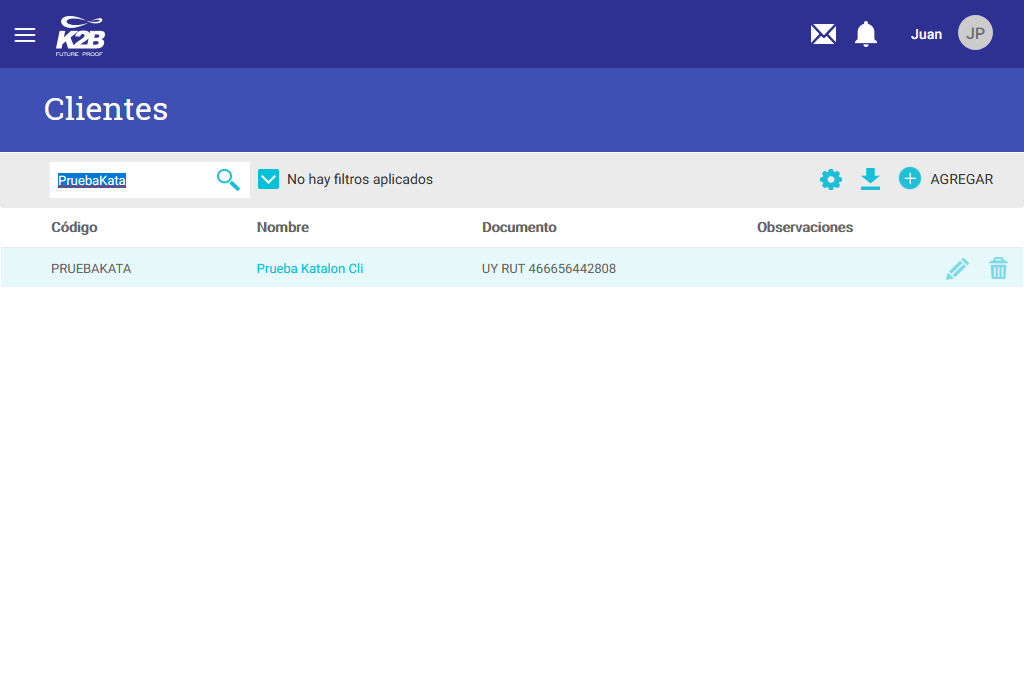 K2B
FUTURE PROOF
Juan
JP
Clientes
PruebaKata
No hay filtros aplicados
AGREGAR
Código Nombre Documento Observaciones
PRUEBAKATA Prueba Katalon Cli UY RUT 466656442808